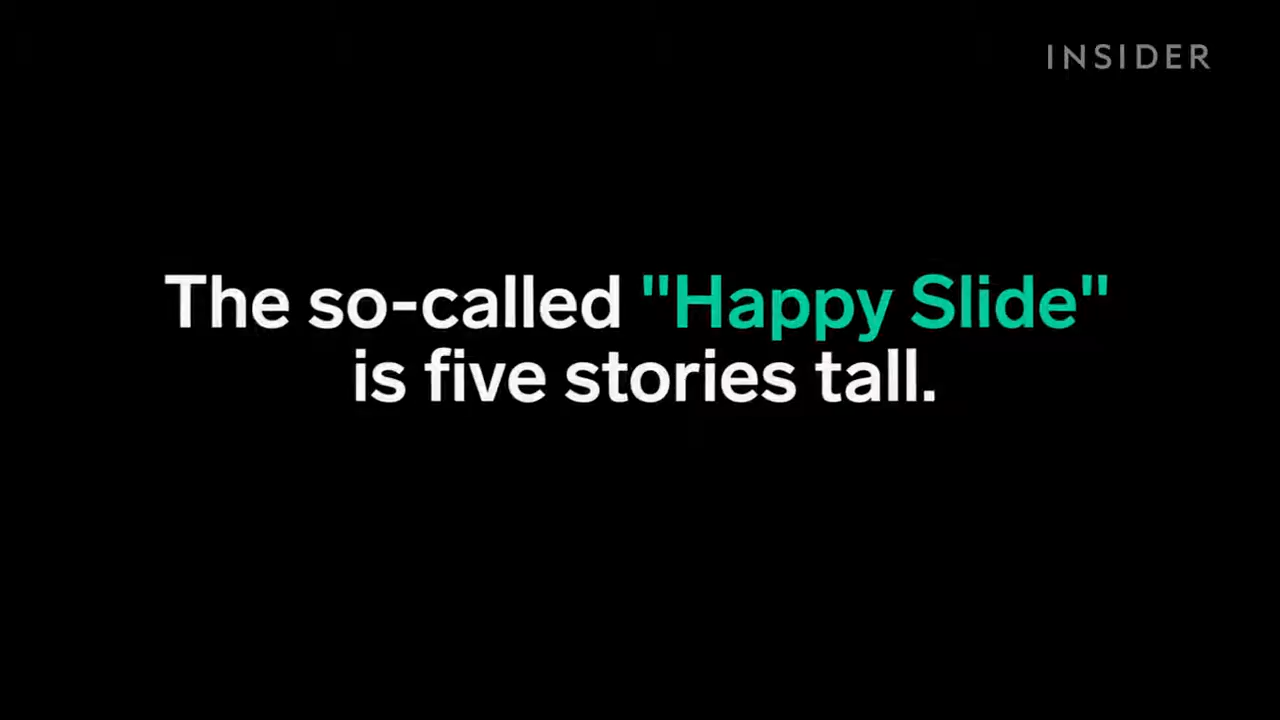 INSIDER
The so-called "Happy Slide"
is five stories tall.